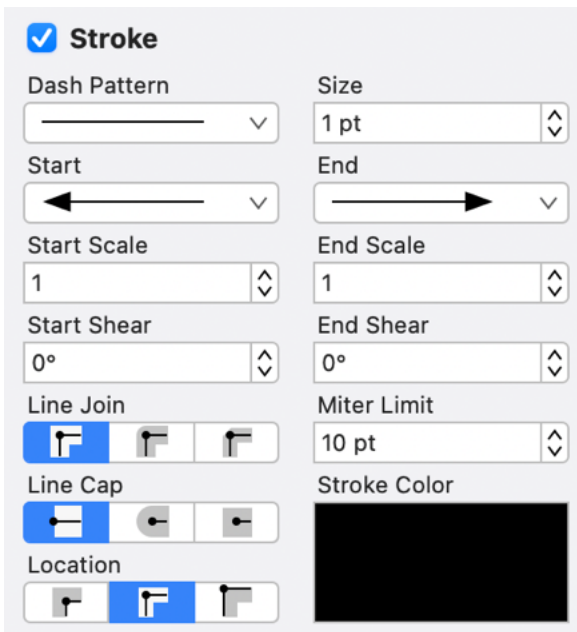 Stroke
Dash Pattern
Size
1 pt
Start
End
Start Scale
End Scale
1
1
Start Shear
End Shear
0°
0°
Line Join
Miter Limit
10 pt
Line Cap
Stroke Color
Location